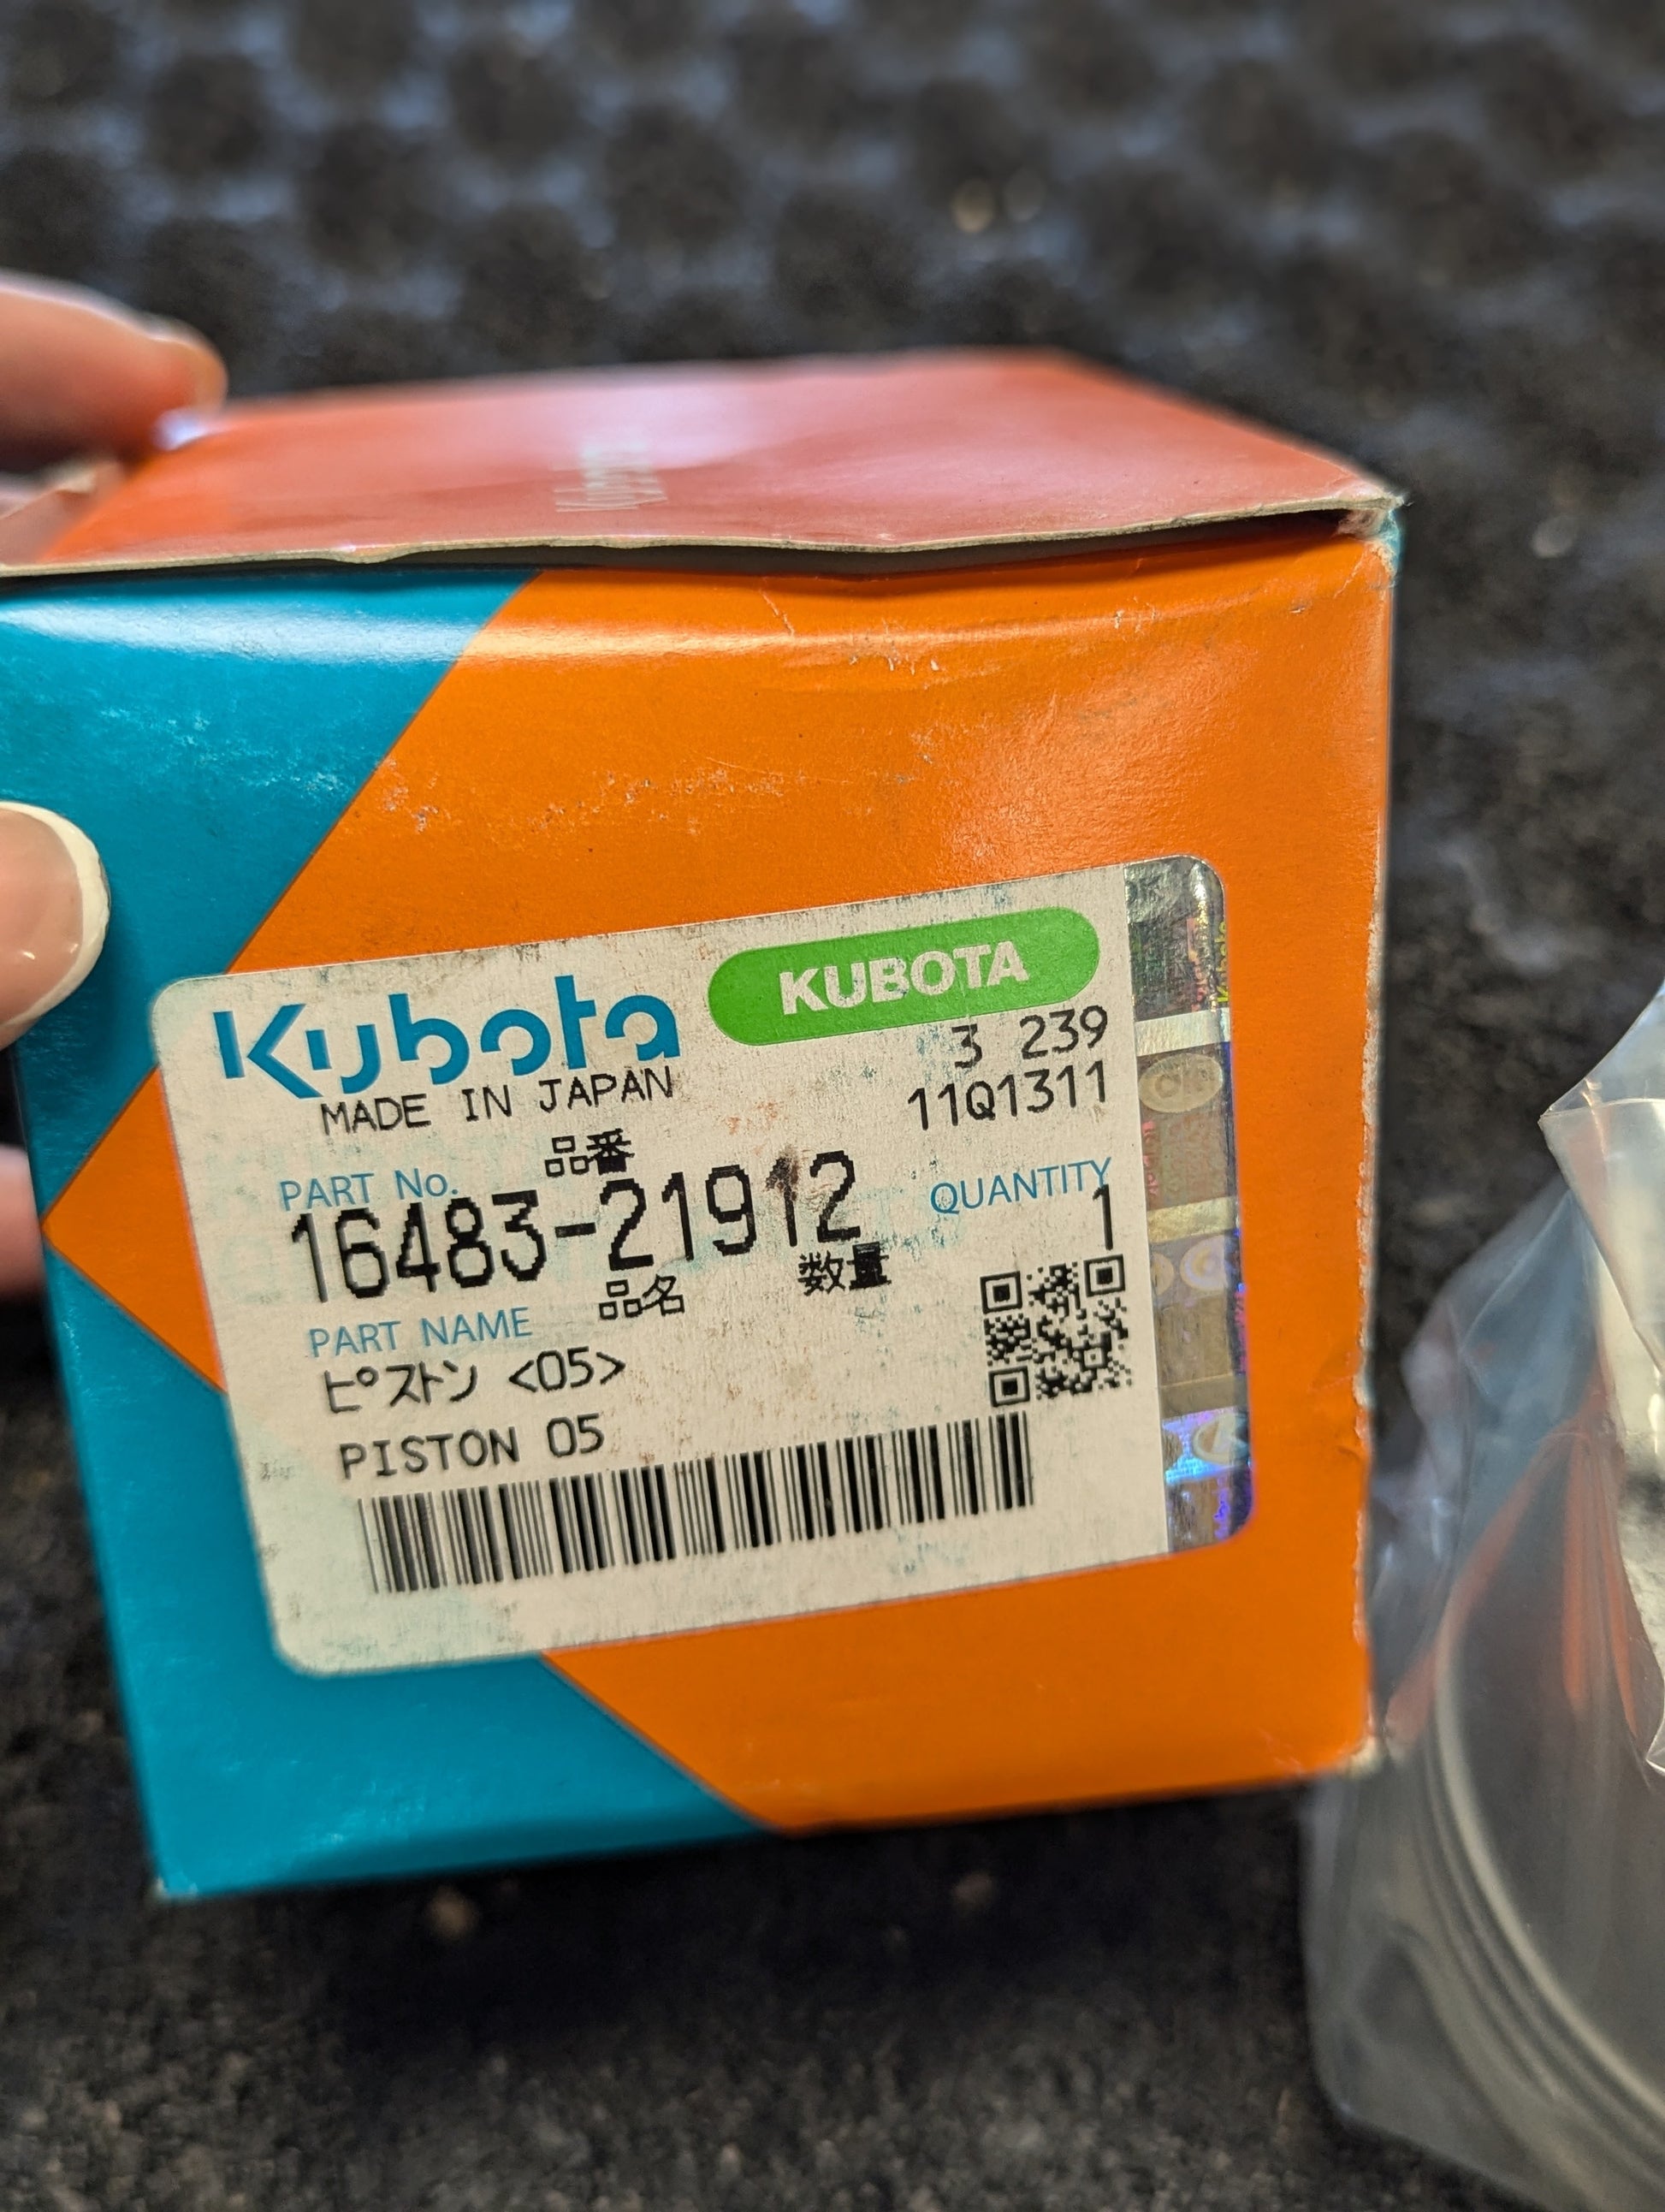 Kubota
Kubota KUBOTA
MADE IN JAPAN 3 239
11Q1311
品番
PART No. QUANTITY
16483-21912 1
品名 数量
PART NAME
ピストン <05>
PISTON 05